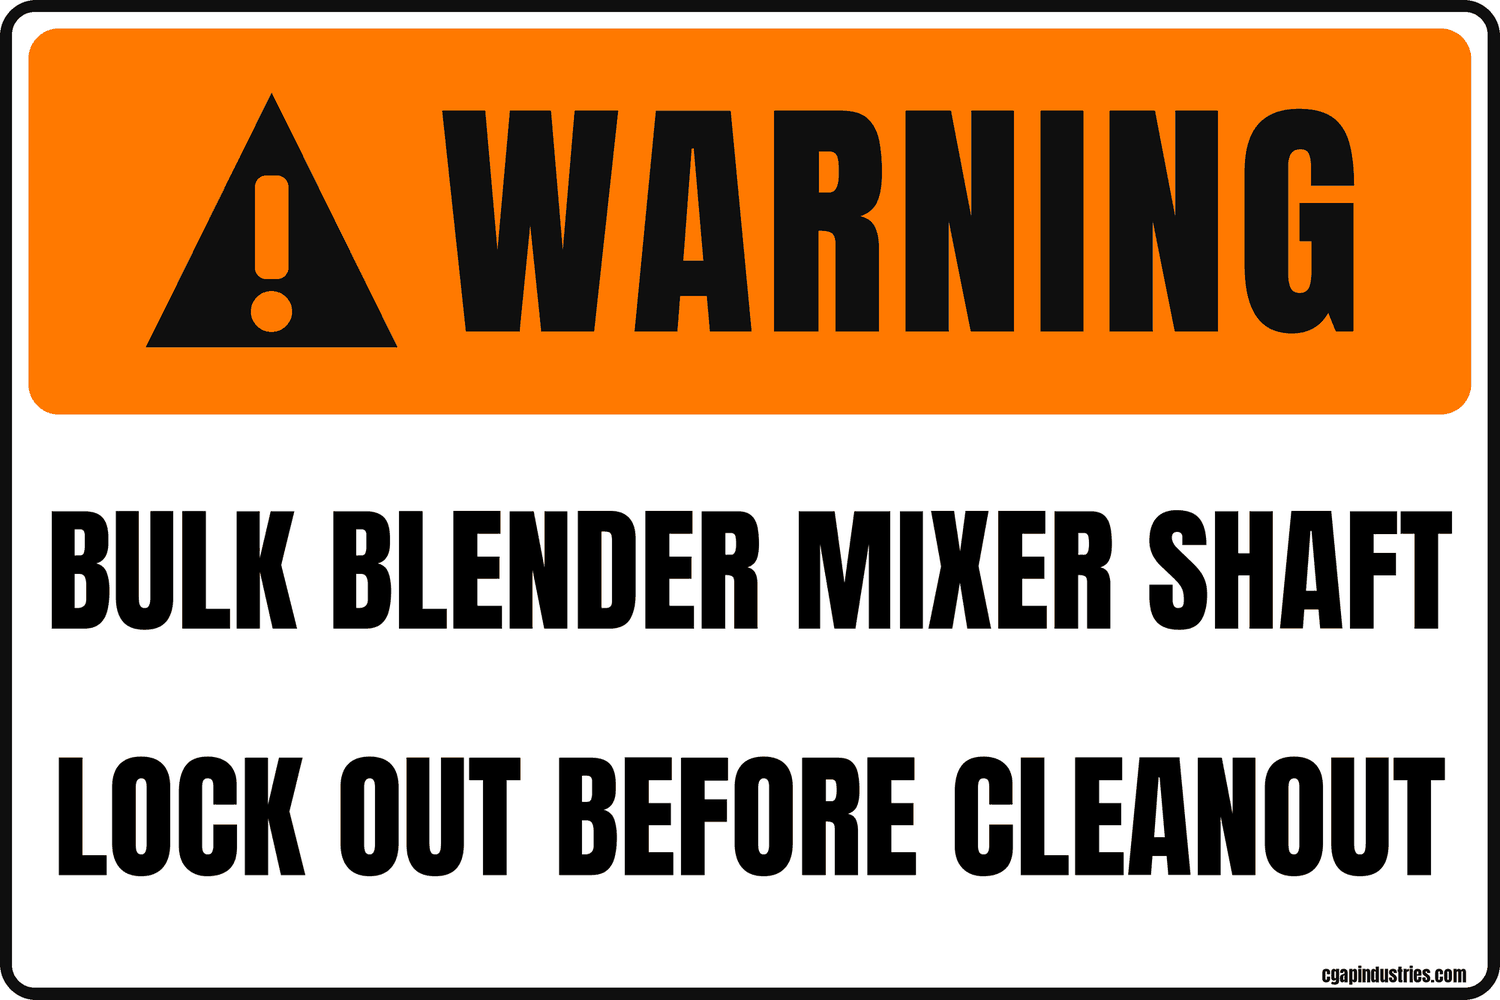 WARNING
BULK BLENDER MIXER SHAFT
LOCK OUT BEFORE CLEANOUT
cgapindustries.com